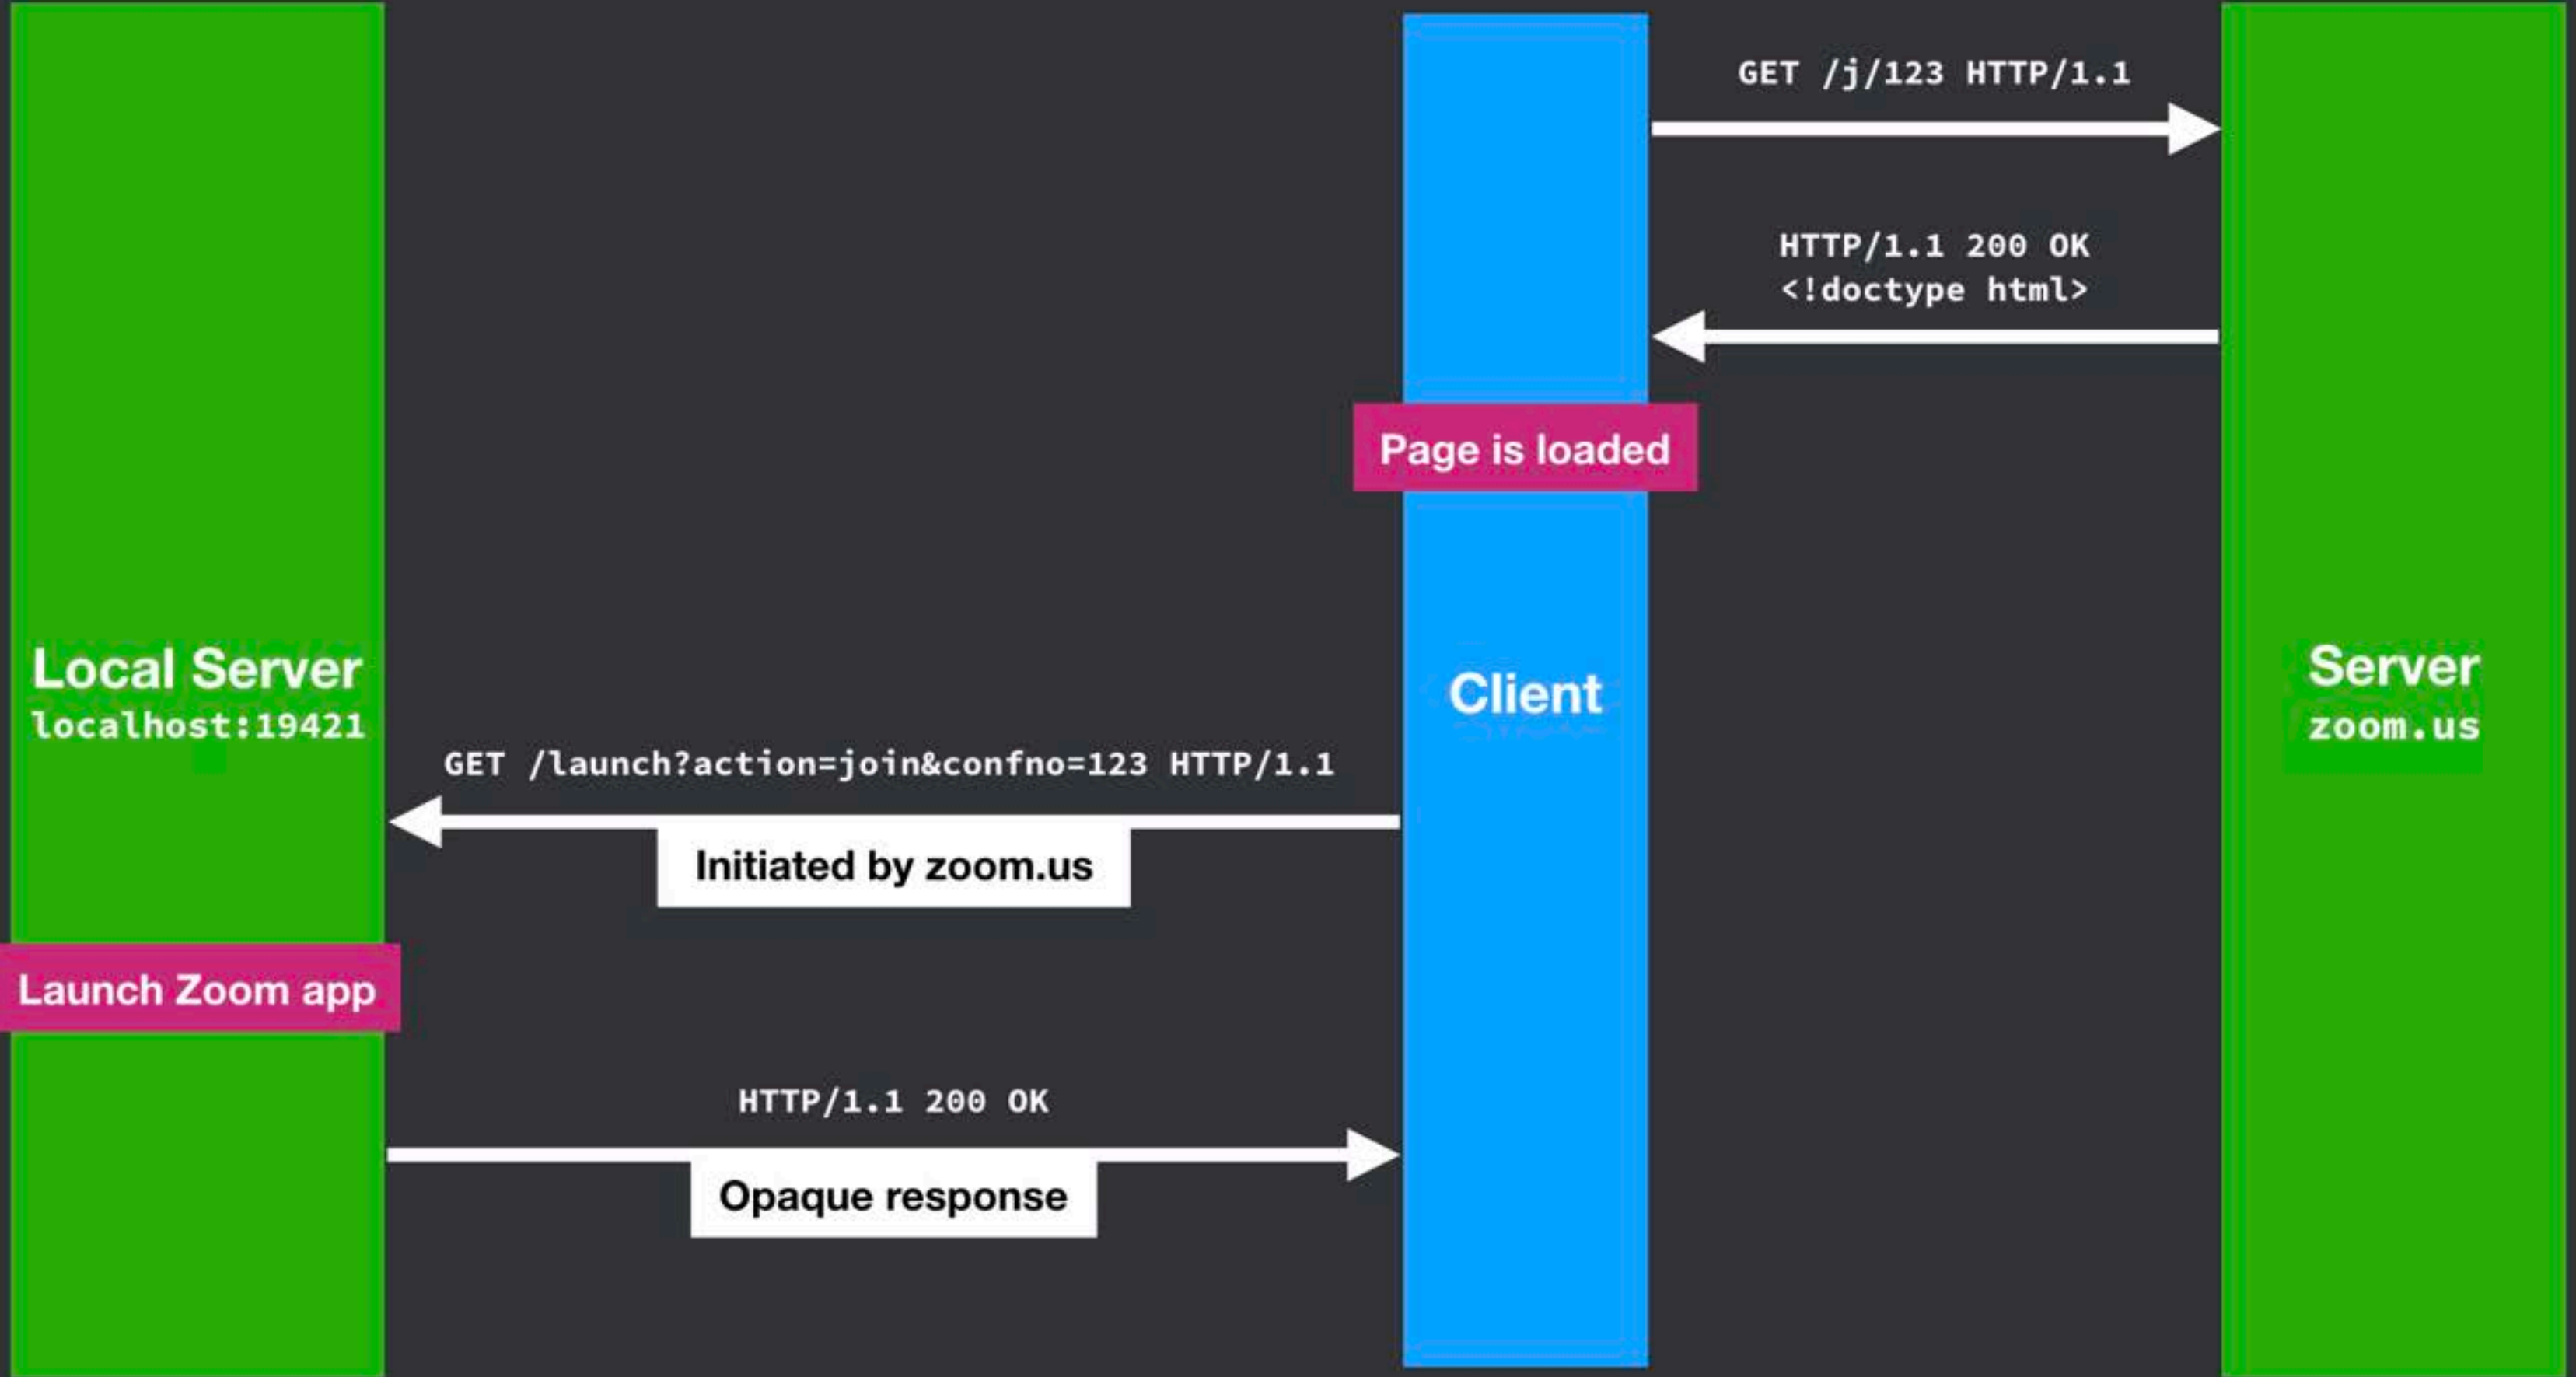 GET /j/123 HTTP/1.1
HTTP/1.1 200 OK
<!doctype html>
Page is loaded
Local Server
localhost:19421
Client
Server
zoom.us
GET /launch?action=join&confno=123 HTTP/1.1
Initiated by zoom.us
Launch Zoom app
HTTP/1.1 200 OK
Opaque response